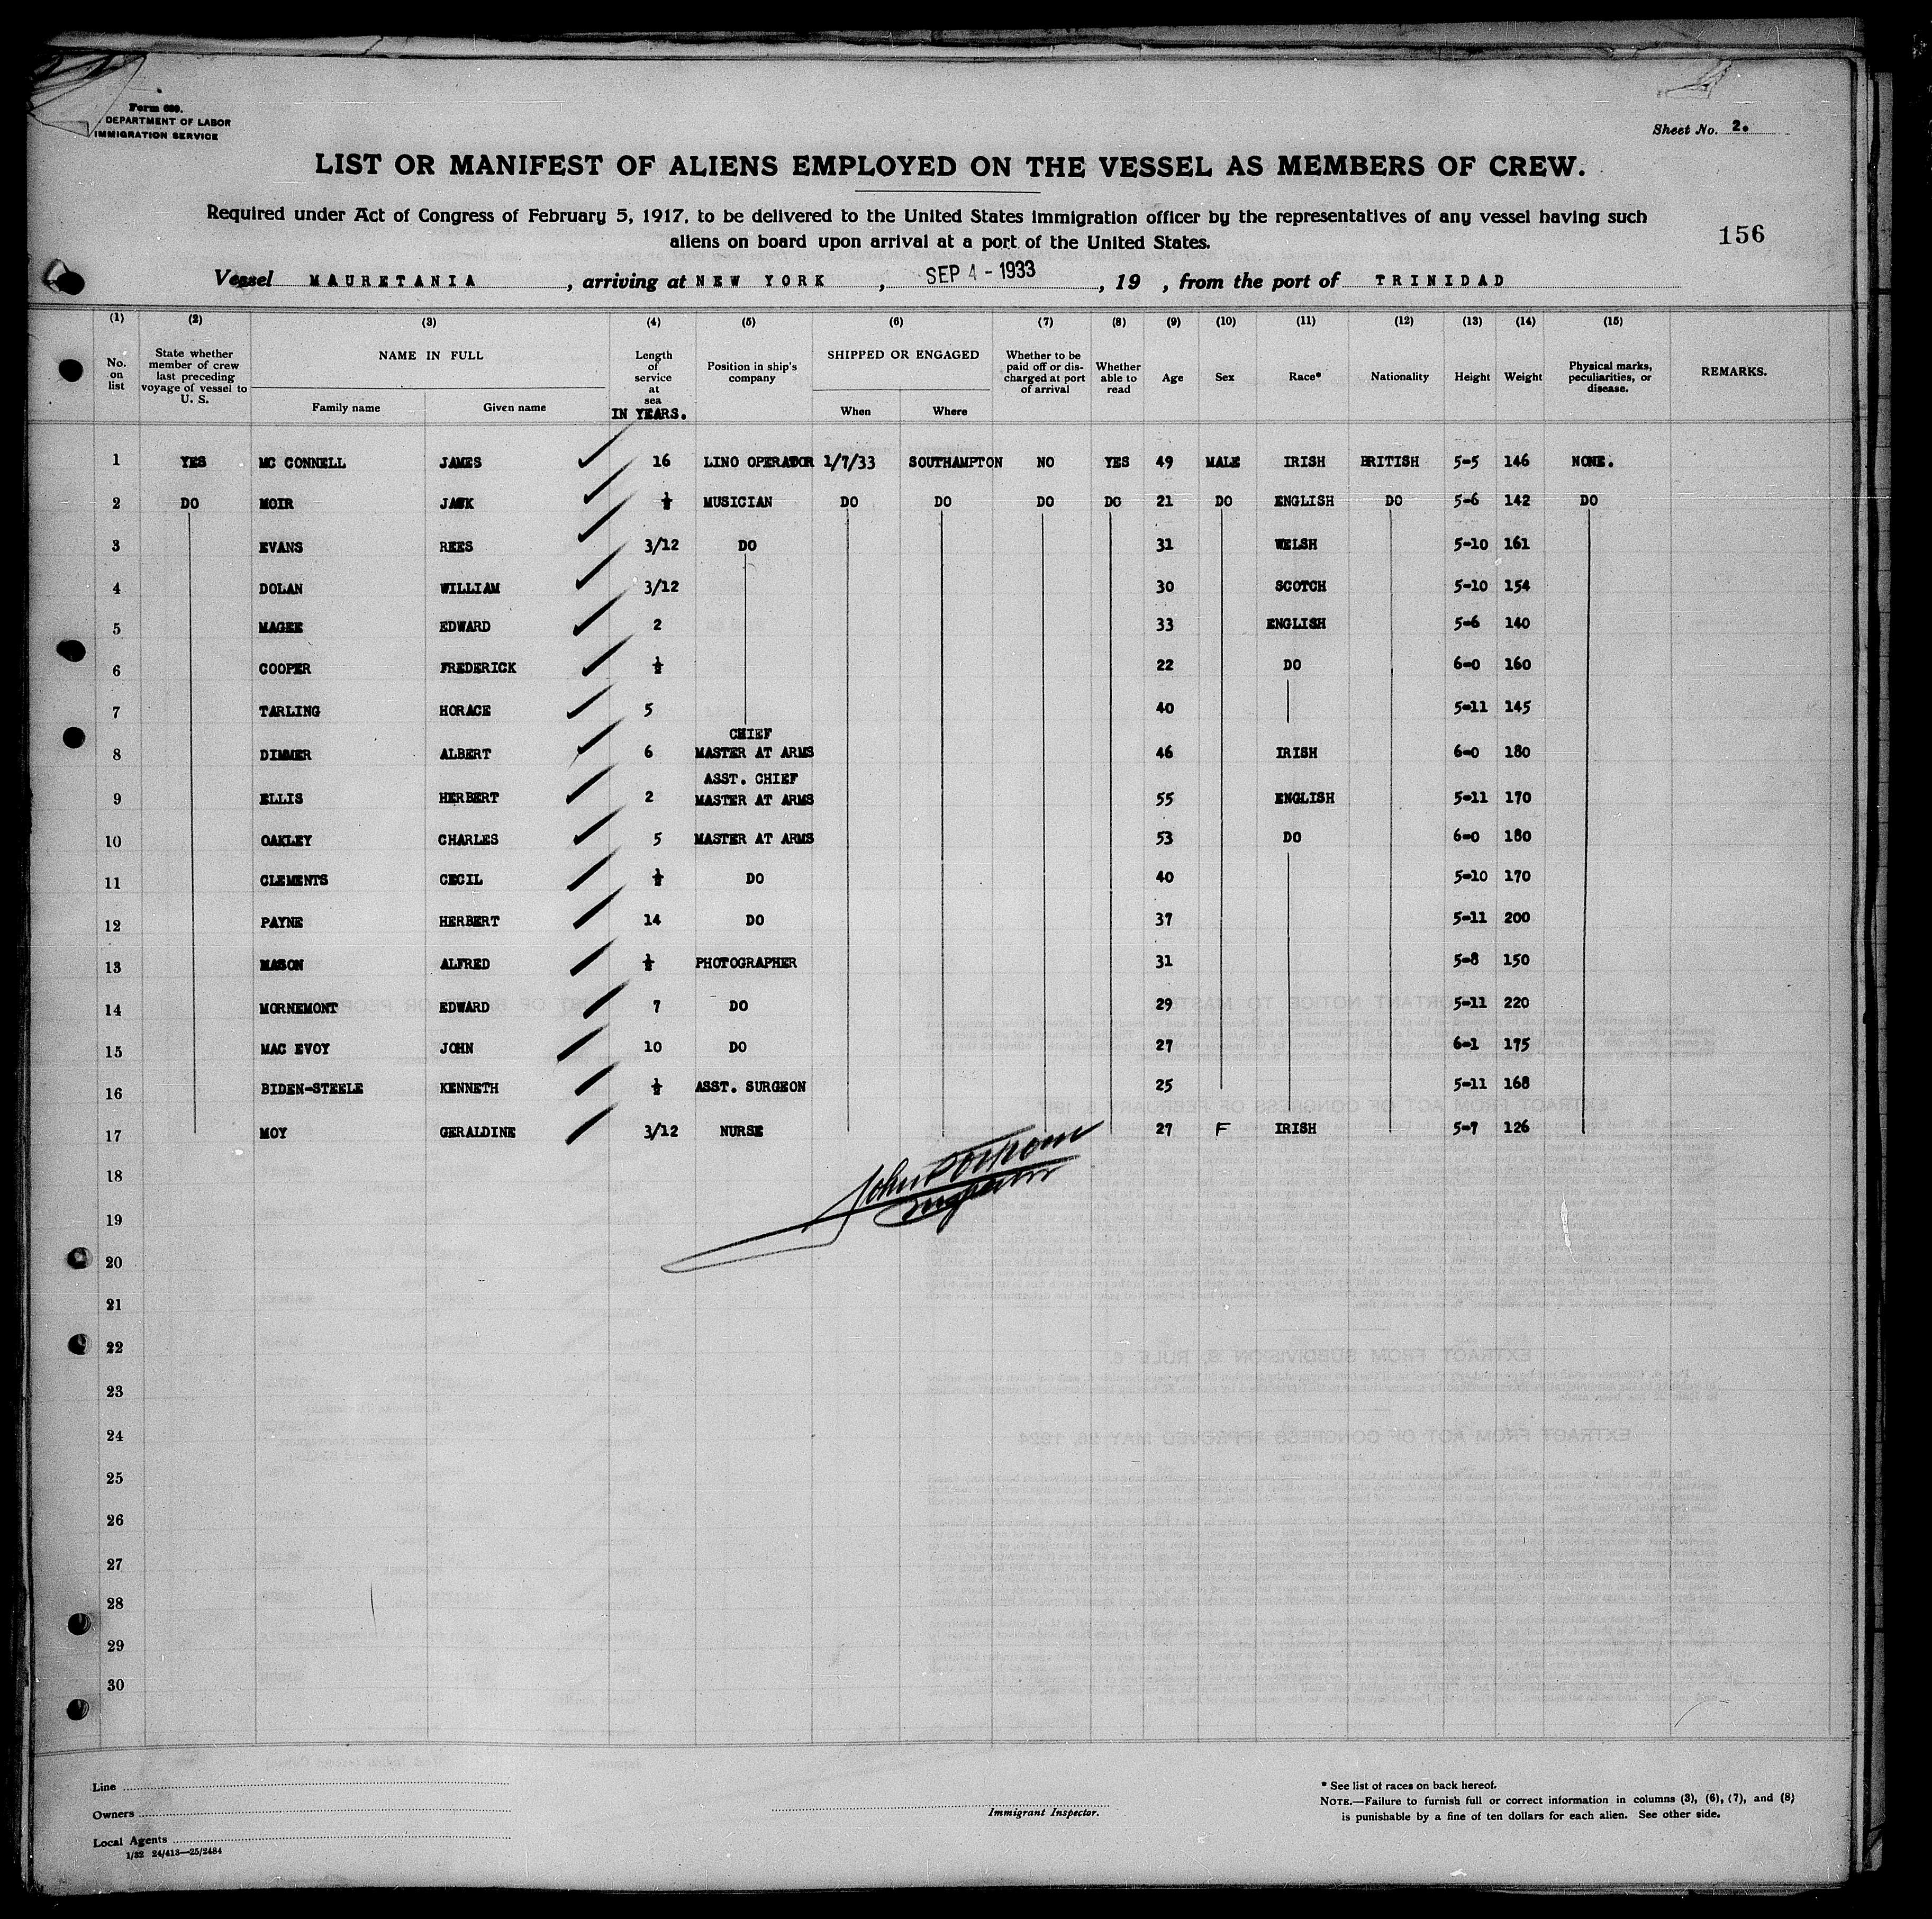 Form 689.
DEPARTMENT OF LABOR
IMMIGRATION SERVICE
Sheet No. 2.
LIST OR MANIFEST OF ALIENS EMPLOYED ON THE VESSEL AS MEMBERS OF CREW.
Required under Act of Congress of February 5, 1917, to be delivered to the United States immigration officer by the representatives of any vessel having such
aliens on board upon arrival at a port of the United States.
156
Vessel MAURETANIA, arriving at NEW YORK, SEP 4 - 1933, 19 , from the port of TRINIDAD
(1) (2) (3) (4) (5) (6) (7) (8) (9) (10) (11) (12) (13) (14) (15)
No. on list State whether member of crew last preceding voyage of vessel to U. S. NAME IN FULL Family name Given name Length of service at sea IN YEARS. Position in ship's company SHIPPED OR ENGAGED When Where Whether to be paid off or discharged at port of arrival Whether able to read Age Sex Race* Nationality Height Weight Physical marks, peculiarities, or disease. REMARKS.
1 YES MC CONNELL JAMES 16 LINO OPERATOR 1/7/33 SOUTHAMPTON NO YES 49 MALE IRISH BRITISH 5-5 146 NONE.
2 DO MOIR JACK ½ MUSICIAN DO DO DO DO 21 DO ENGLISH DO 5-6 142 DO
3 EVANS REES 3/12 DO 31 WELSH 5-10 161
4 DOLAN WILLIAM 3/12 30 SCOTCH 5-10 154
5 MAGEE EDWARD 2 33 ENGLISH 5-6 140
6 COOPER FREDERICK ½ 22 DO 6-0 160
7 TARLING HORACE 5 40 5-11 145
8 DIMMER ALBERT 6 CHIEF MASTER AT ARMS 46 IRISH 6-0 180
9 ELLIS HERBERT 2 ASST. CHIEF MASTER AT ARMS 55 ENGLISH 5-11 170
10 OAKLEY CHARLES 5 MASTER AT ARMS 53 DO 6-0 180
11 CLEMENTS CECIL ½ DO 40 5-10 170
12 PAYNE HERBERT 14 DO 37 5-11 200
13 MASON ALFRED ½ PHOTOGRAPHER 31 5-8 150
14 MORNEMONT EDWARD 7 DO 29 5-11 220
15 MAC EVOY JOHN 10 DO 27 6-1 175
16 BIDEN-STEELE KENNETH ½ ASST. SURGEON 25 5-11 168
17 MOY GERALDINE 3/12 NURSE 27 F IRISH 5-7 126
John
Inspector
18
19
20
21
22
23
24
25
26
27
28
29
30
Line
Owners
Local Agents
1/32 24/413—25/2484
Immigrant Inspector.
* See list of races on back hereof.
NOTE.—Failure to furnish full or correct information in columns (3), (6), (7), and (8)
is punishable by a fine of ten dollars for each alien. See other side.